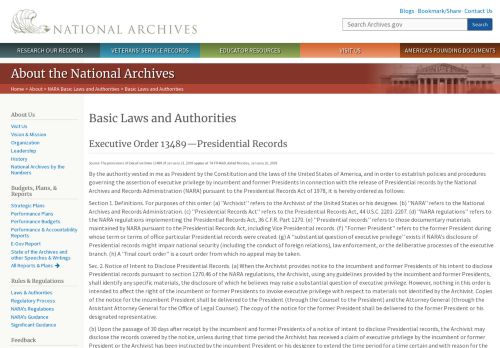 Blogs · Bookmark/Share · Contact Us
NATIONAL ARCHIVES
Search Archives.gov
Search
RESEARCH OUR RECORDS
VETERANS' SERVICE RECORDS
EDUCATOR RESOURCES
VISIT US
AMERICA'S FOUNDING DOCUMENTS
About the National Archives
Home > About > NARA Basic Laws and Authorities > Basic Laws and Authorities
About Us
Visit Us
Vision & Mission
Organization
Leadership
History
National Archives by the
Numbers
Budgets, Plans, &
Reports
Strategic Plans
Performance Plans
Performance Budgets
Performance & Accountability
Reports
E-Gov Report
State of the Archives and
other Speeches & Writings
All Reports & Plans
Rules & Regulations
Laws & Authorities
Regulatory Process
NARA's Regulations
NARA's Guidance
Significant Guidance
Feedback
Basic Laws and Authorities
Executive Order 13489—Presidential Records
Source: The provisions of Executive Order 13489 of January 21, 2009, appear at 74 FR 4669
By the authority vested in me as President by the Constitution and the laws of the United States of America, and in order to establish policies and procedures
governing the assertion of executive privilege by incumbent and former Presidents in connection with the release of Presidential records by the National
Archives and Records Administration (NARA) pursuant to the Presidential Records Act of 1978, it is hereby ordered as follows:
Section 1. Definitions. For purposes of this order: (a) "Archivist" refers to the Archivist of the United States or his designee. (b) "NARA" refers to the National
Archives and Records Administration. (c) "Presidential Records Act" refers to the Presidential Records Act, 44 U.S.C. 2201-2207. (d) "NARA regulations" refers to
the NARA regulations implementing the Presidential Records Act, 36 C.F.R. Part 1270. (e) "Presidential records" refers to those documentary materials
maintained by NARA pursuant to the Presidential Records Act, including Vice Presidential records. (f) "Former President" refers to the former President during
whose term or terms of office particular Presidential records were created. (g) A "substantial question of executive privilege" exists if NARA's disclosure of
Presidential records might impair national security (including the conduct of foreign relations), law enforcement, or the deliberative processes of the executive
branch. (h) A "final court order" is a court order from which no appeal may be taken.
Sec. 2. Notice of Intent to Disclose Presidential Records. (a) When the Archivist provides notice to the incumbent and former Presidents of his intent to disclose
Presidential records pursuant to section 1270.46 of the NARA regulations, the Archivist, using any guidelines provided by the incumbent and former Presidents,
shall identify any specific materials, the disclosure of which he believes may raise a substantial question of executive privilege. However, nothing in this order is
intended to affect the right of the incumbent or former Presidents to invoke executive privilege with respect to materials not identified by the Archivist. Copies
of the notice for the incumbent President shall be delivered to the President (through the Counsel to the President) and the Attorney General (through the
Assistant Attorney General for the Office of Legal Counsel). The copy of the notice for the former President shall be delivered to the former President or his
designated representative.
(b) Upon the passage of 30 days after receipt by the incumbent and former Presidents of a notice of intent to disclose Presidential records, the Archivist may
disclose the records covered by the notice, unless during that time period the Archivist has received a claim of executive privilege by the incumbent or former
President or the Archivist has been instructed by the incumbent President or his designee to extend the time period for a time certain and with reason for the